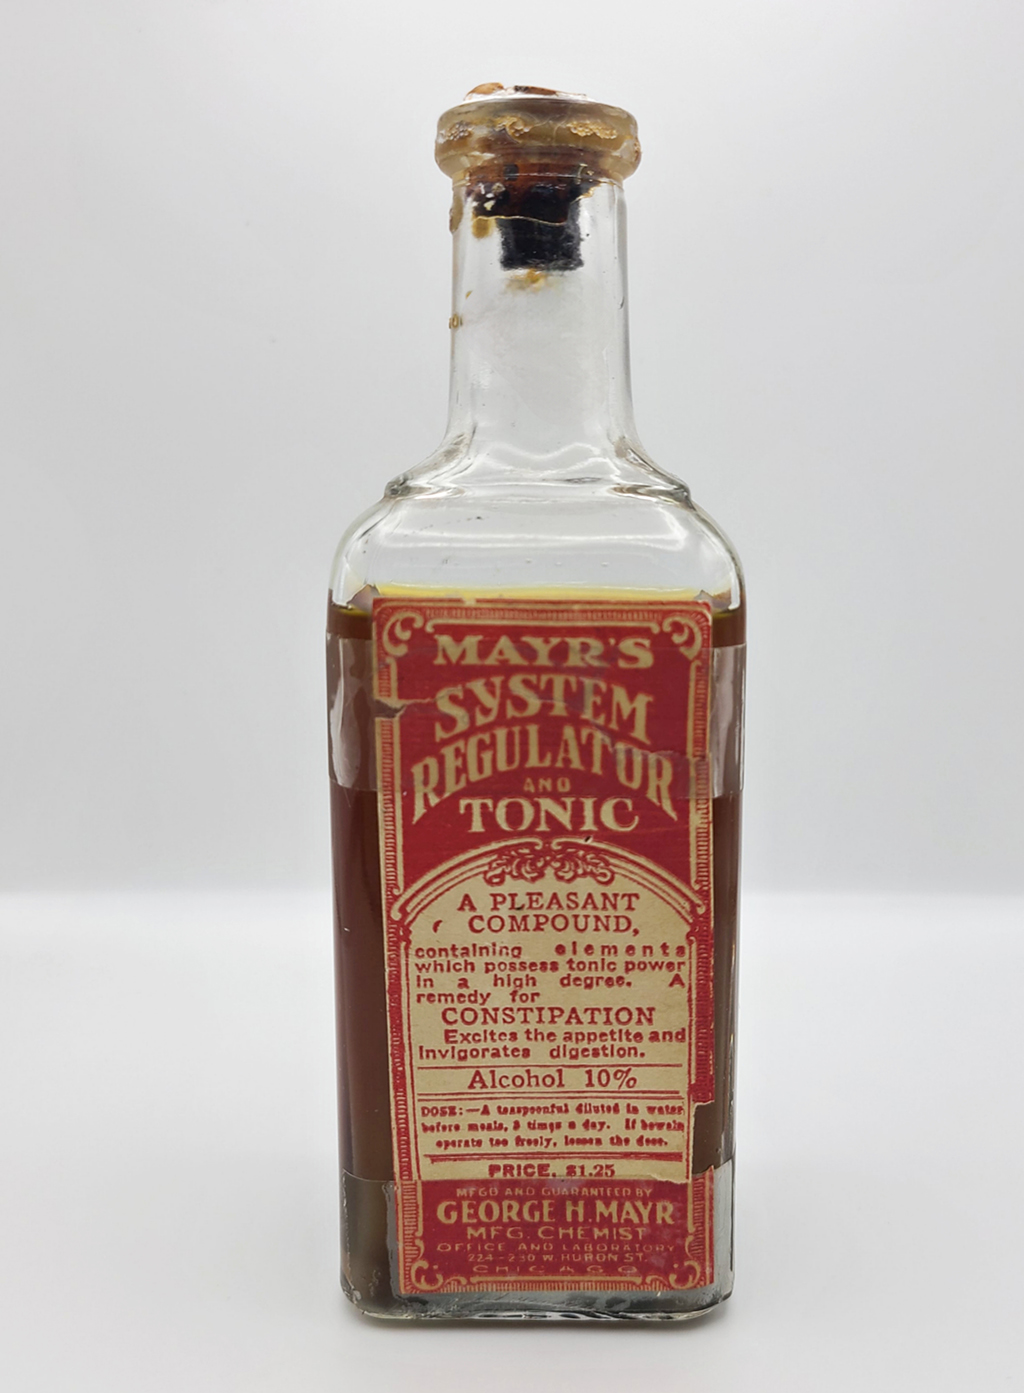 MAYR'S
SYSTEM
REGULATOR
AND
TONIC
A PLEASANT
COMPOUND,
containing elements
which possess tonic power
in a high degree. A
remedy for
CONSTIPATION
Excites the appetite and
invigorates digestion.
Alcohol 10%
DOSE:—A teaspoonful diluted in water
before meals, 3 times a day. If bowels
operate too freely, lessen the dose.
PRICE, $1.25
MFGD AND GUARANTEED BY
GEORGE H. MAYR
MFG. CHEMIST
OFFICE AND LABORATORY
224-230 W. HURON ST.
CHICAGO